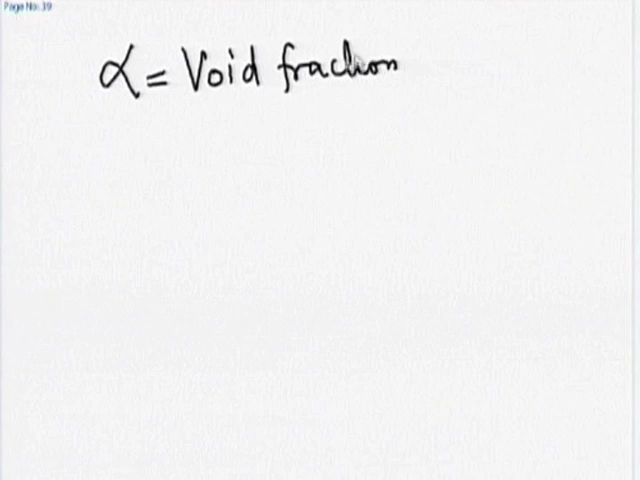 Page No: 39
α = Void fraction